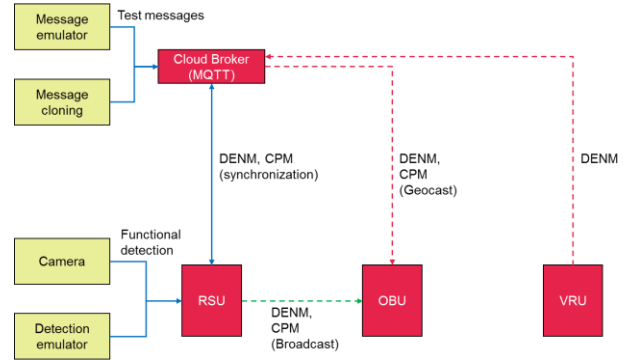 Message
emulator
Test messages
Message
cloning
Cloud Broker
(MQTT)
DENM, CPM
(synchronization)
DENM,
CPM
(Geocast)
DENM
Functional
detection
Camera
Detection
emulator
RSU
DENM,
CPM
(Broadcast)
OBU
VRU